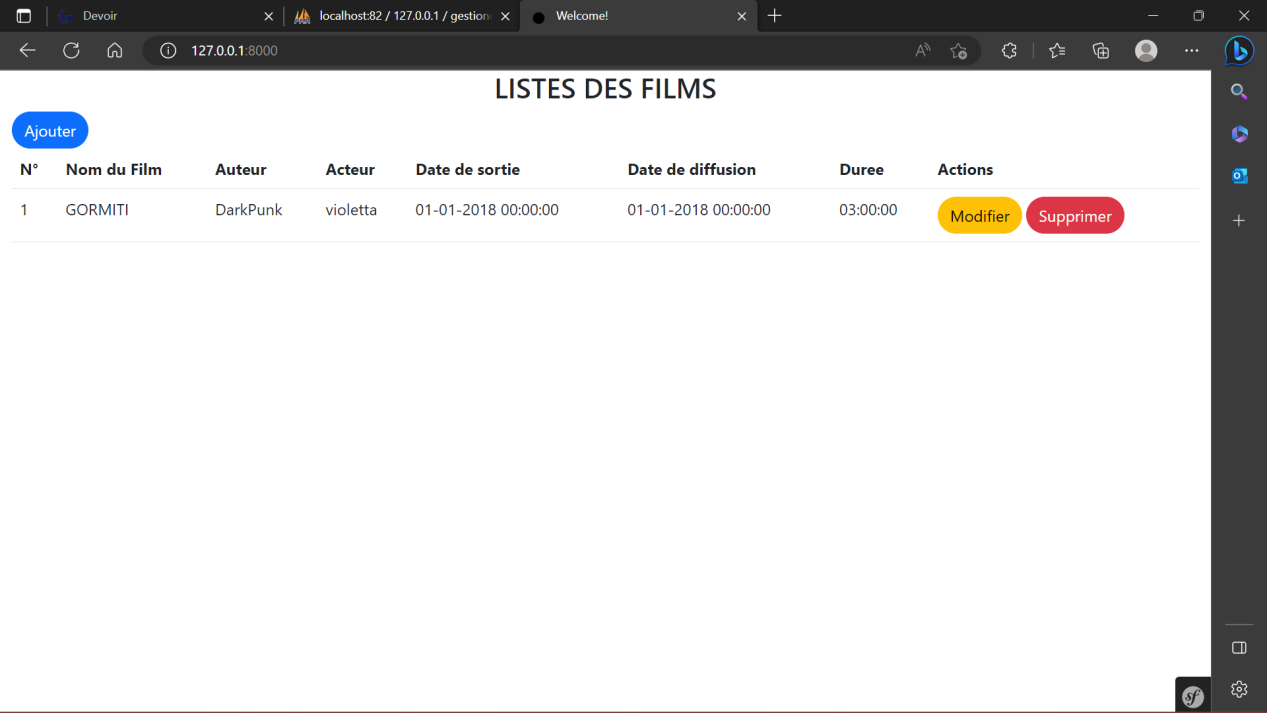 Devoir
localhost:82 / 127.0.0.1 / gestion
Welcome!
127.0.0.1:8000
LISTES DES FILMS
Ajouter
N° Nom du Film Auteur Acteur Date de sortie Date de diffusion Duree Actions
1 GORMITI DarkPunk violetta 01-01-2018 00:00:00 01-01-2018 00:00:00 03:00:00 Modifier Supprimer
sf